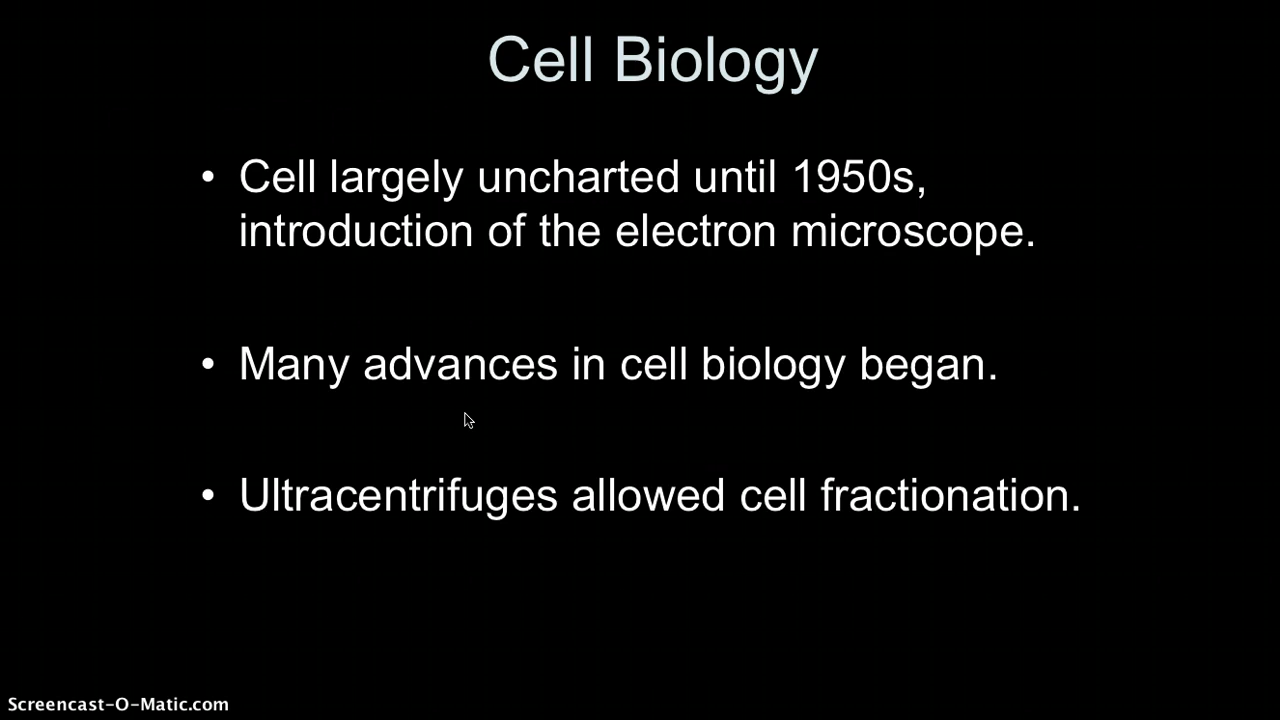 Cell Biology
• Cell largely uncharted until 1950s,
introduction of the electron microscope.
• Many advances in cell biology began.
• Ultracentrifuges allowed cell fractionation.
Screencast-O-Matic.com